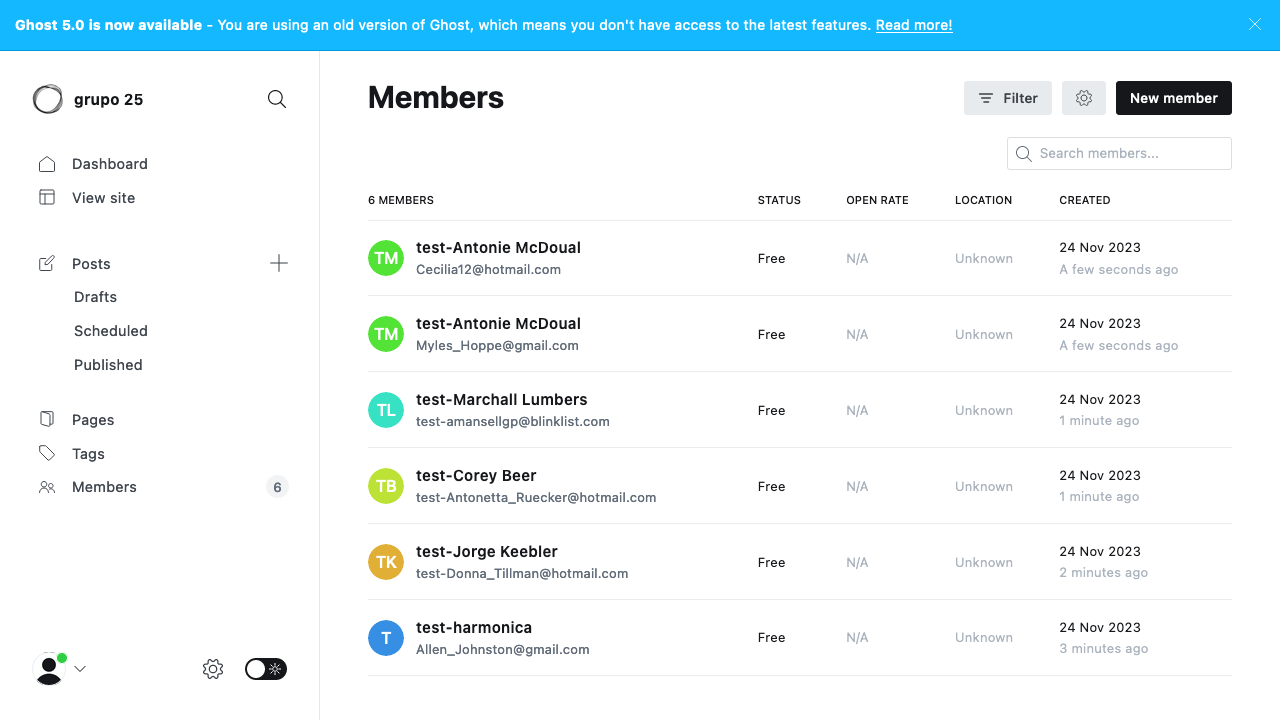 Ghost 5.0 is now available - You are using an old version of Ghost, which means you don't have access to the latest features. Read more!
grupo 25
Dashboard
View site
Posts
Drafts
Scheduled
Published
Pages
Tags
Members 6
Members
Filter
New member
Search members...
6 MEMBERS STATUS OPEN RATE LOCATION CREATED
TM test-Antonie McDoual Cecilia12@hotmail.com Free N/A Unknown 24 Nov 2023 A few seconds ago
TM test-Antonie McDoual Myles_Hoppe@gmail.com Free N/A Unknown 24 Nov 2023 A few seconds ago
TL test-Marchall Lumbers test-amansellgp@blinklist.com Free N/A Unknown 24 Nov 2023 1 minute ago
TB test-Corey Beer test-Antonetta_Ruecker@hotmail.com Free N/A Unknown 24 Nov 2023 1 minute ago
TK test-Jorge Keebler test-Donna_Tillman@hotmail.com Free N/A Unknown 24 Nov 2023 2 minutes ago
T test-harmonica Allen_Johnston@gmail.com Free N/A Unknown 24 Nov 2023 3 minutes ago